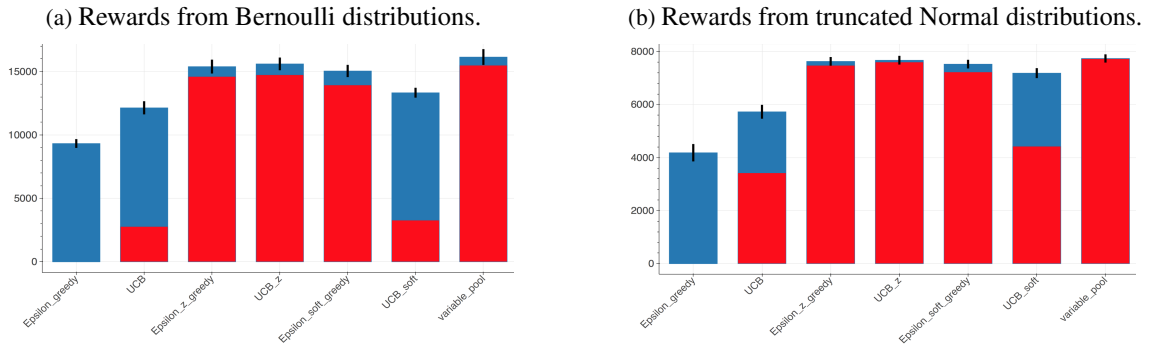 (a) Rewards from Bernoulli distributions.
15000
10000
5000
0
Epsilon_greedy
UCB
Epsilon_z_greedy
UCB_z
Epsilon_soft_greedy
UCB_soft
variable_pool
(b) Rewards from truncated Normal distributions.
8000
6000
4000
2000
0
Epsilon_greedy
UCB
Epsilon_z_greedy
UCB_z
Epsilon_soft_greedy
UCB_soft
variable_pool